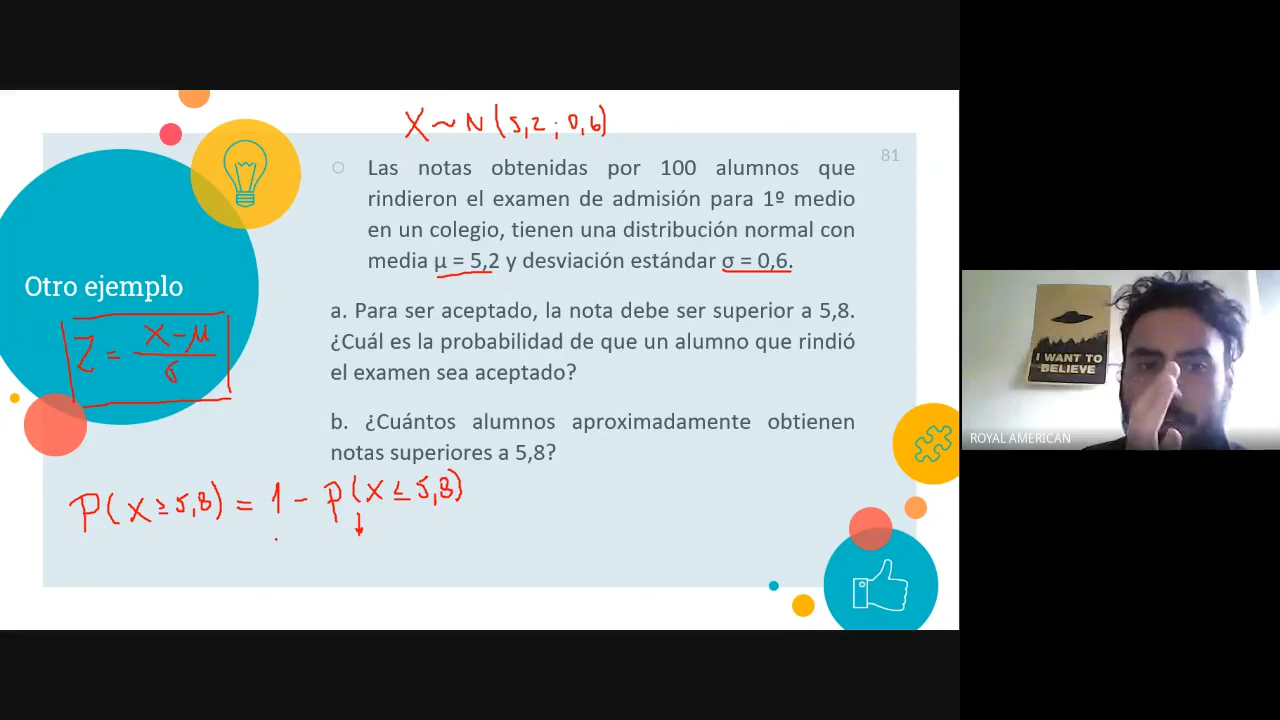 X ~ N(5,2 ; 0,6)
81
Las notas obtenidas por 100 alumnos que
rindieron el examen de admisión para 1º medio
en un colegio, tienen una distribución normal con
media μ = 5,2 y desviación estándar σ = 0,6.
Otro ejemplo
Z = (X-μ)/σ
a. Para ser aceptado, la nota debe ser superior a 5,8.
¿Cuál es la probabilidad de que un alumno que rindió
el examen sea aceptado?
b. ¿Cuántos alumnos aproximadamente obtienen
notas superiores a 5,8?
P(X ≥ 5,8) = 1 - P(X ≤ 5,8)
I WANT TO
BELIEVE
ROYAL AMERICAN